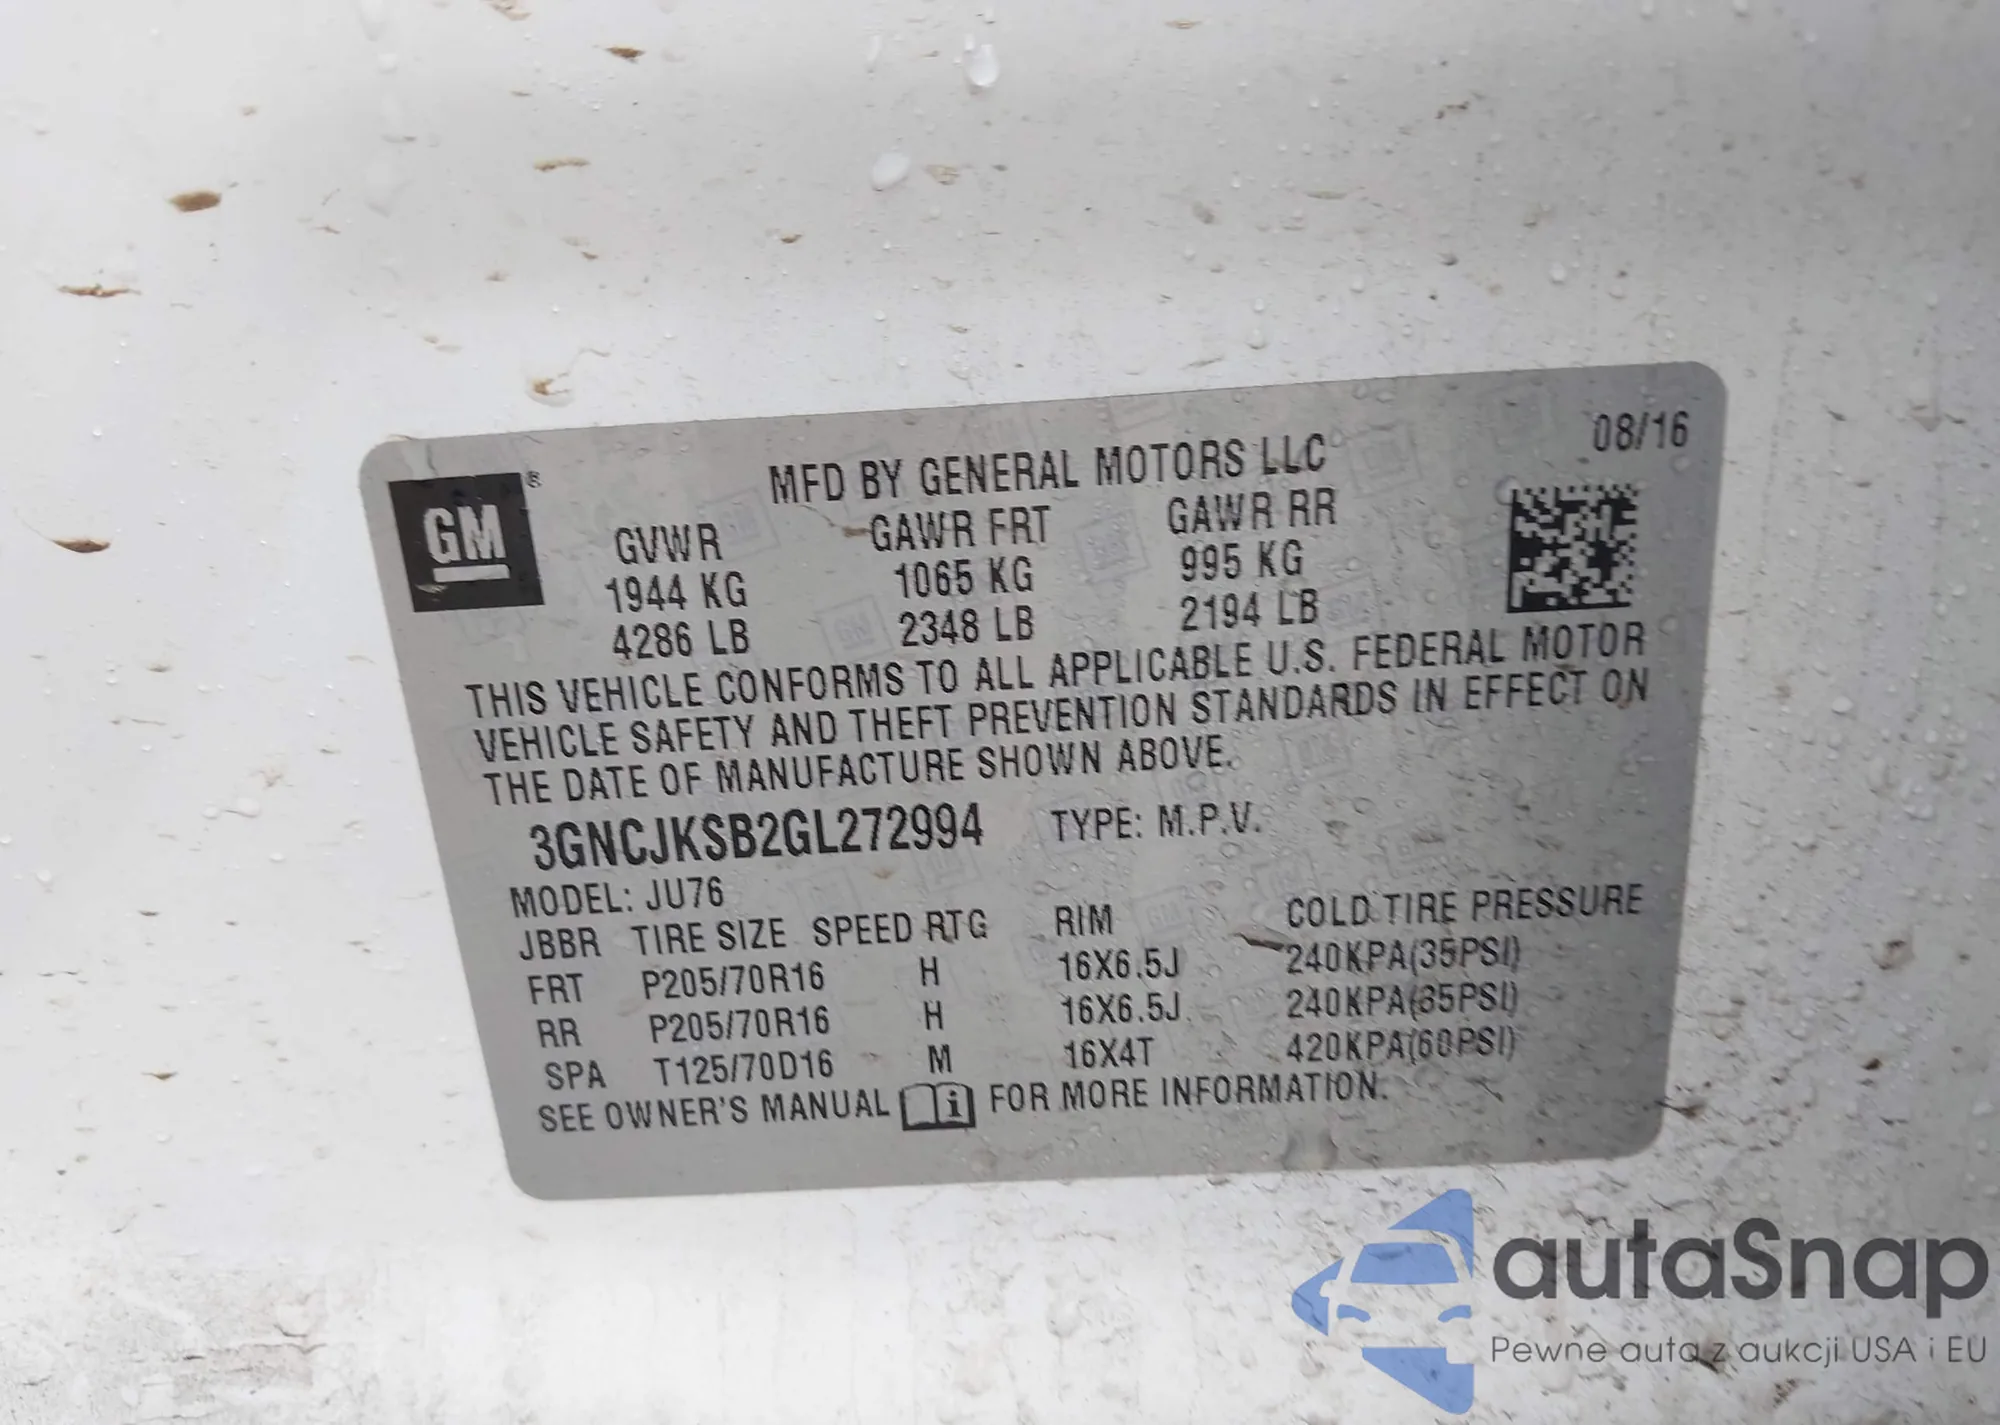 08/16
GM®
MFD BY GENERAL MOTORS LLC
GVWR GAWR FRT GAWR RR
1944 KG 1065 KG 995 KG
4286 LB 2348 LB 2194 LB
THIS VEHICLE CONFORMS TO ALL APPLICABLE U.S. FEDERAL MOTOR
VEHICLE SAFETY AND THEFT PREVENTION STANDARDS IN EFFECT ON
THE DATE OF MANUFACTURE SHOWN ABOVE.
3GNCJKSB2GL272994 TYPE: M.P.V.
MODEL: JU76
JBBR TIRE SIZE SPEED RTG RIM COLD TIRE PRESSURE
FRT P205/70R16 H 16X6.5J 240KPA(35PSI)
RR P205/70R16 H 16X6.5J 240KPA(35PSI)
SPA T125/70D16 M 16X4T 420KPA(60PSI)
SEE OWNER'S MANUAL i FOR MORE INFORMATION.
autaSnap
Pewne auta z aukcji USA i EU